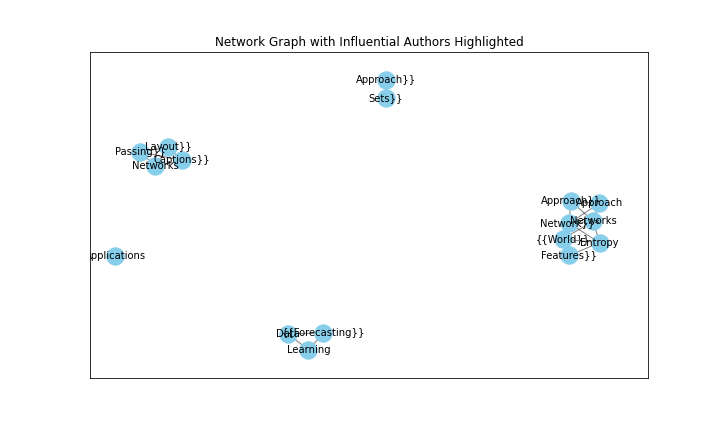 Network Graph with Influential Authors Highlighted
Approach}}
Sets}}
Layout}}
Passing}}
Captions}}
Networks
Approach}}
Approach
Networks
Network}}
{{World}}
Entropy
Features}}
pplications
Data
{{Forecasting}}
Learning